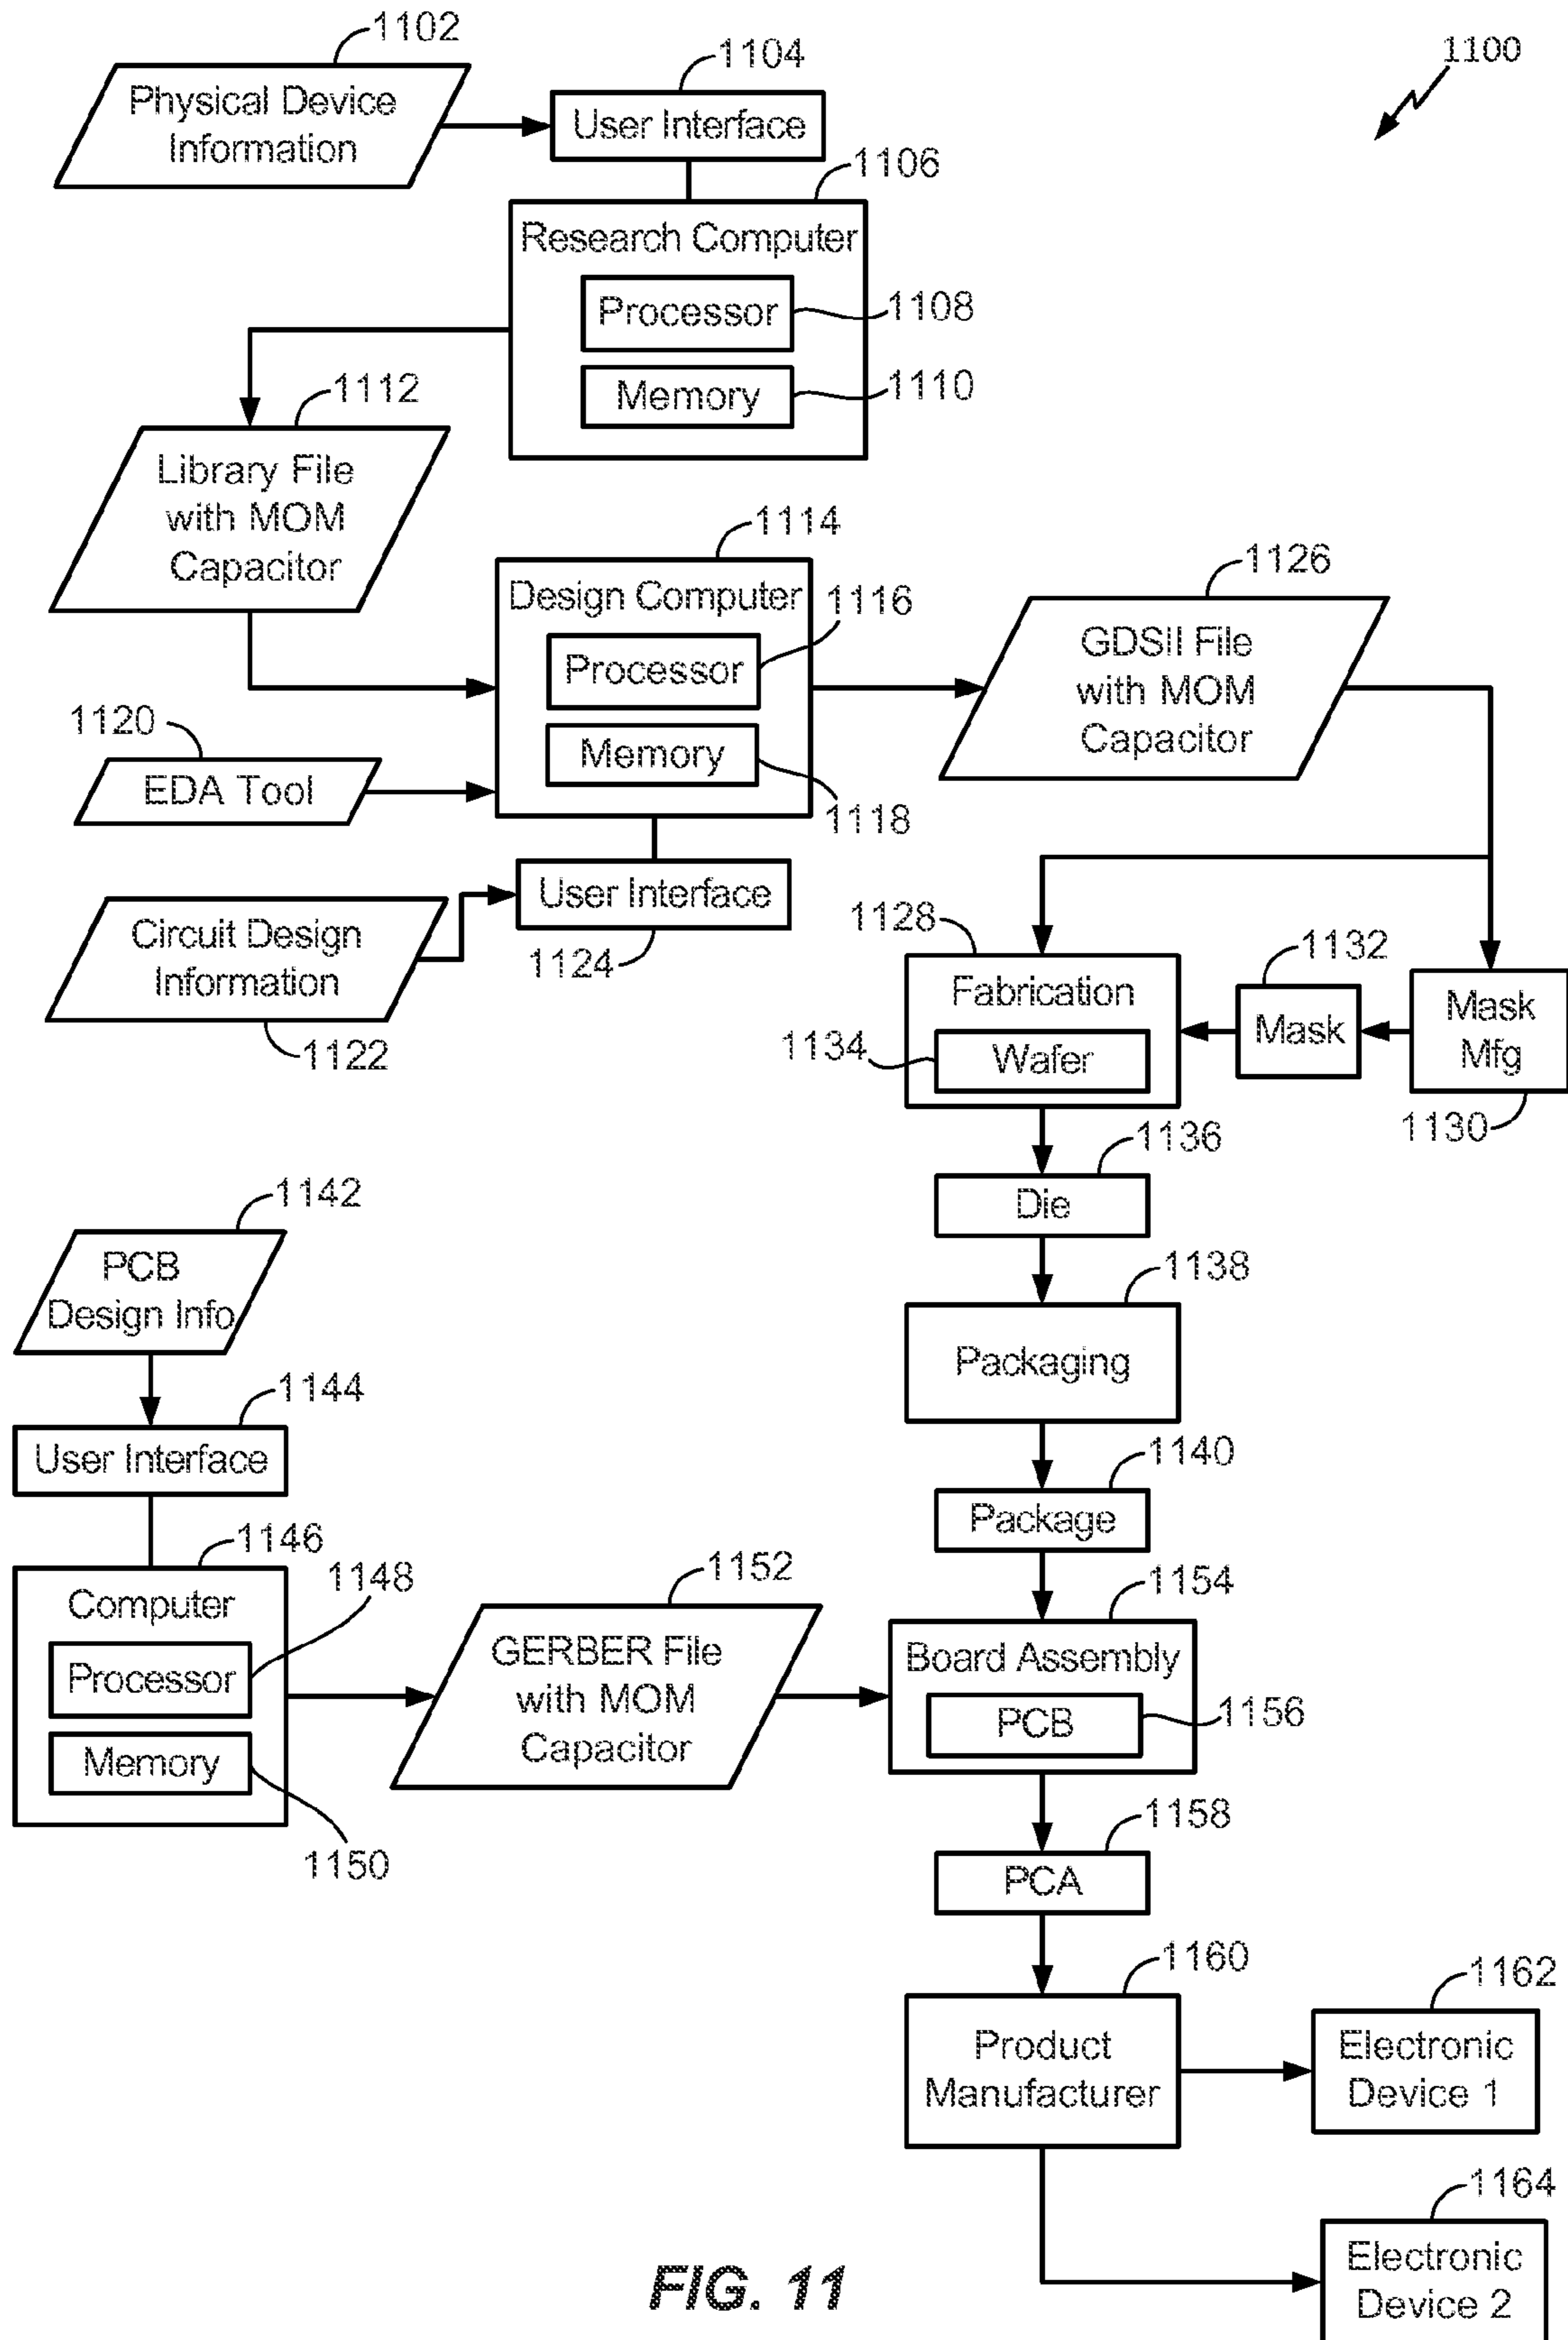 1102
1104
1100
Physical Device
Information
User Interface
1106
Research Computer
Processor
1108
Memory
1110
1112
Library File
with MOM
Capacitor
1114
Design Computer
1116
Processor
Memory
1118
1126
GDSII File
with MOM
Capacitor
1120
EDA Tool
User Interface
1124
Circuit Design
Information
1122
1128
Fabrication
1134
Wafer
1132
Mask
Mask
Mfg
1130
1136
Die
1138
Packaging
1140
Package
1142
PCB
Design Info
1144
User Interface
1146
1148
Computer
Processor
Memory
1150
1152
GERBER File
with MOM
Capacitor
1154
Board Assembly
PCB
1156
1158
PCA
1160
Product
Manufacturer
1162
Electronic
Device 1
1164
Electronic
Device 2
FIG. 11